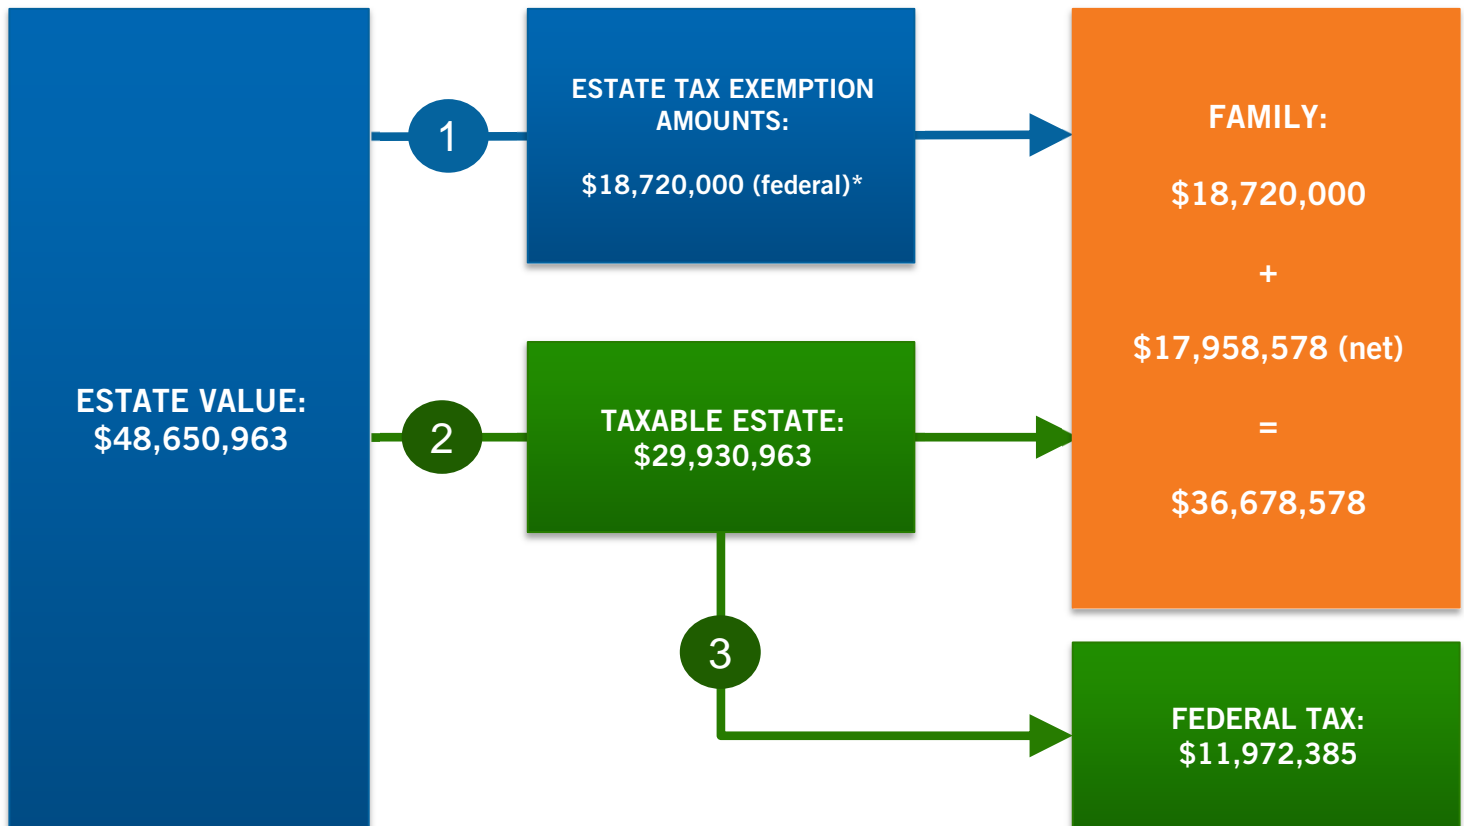 ESTATE VALUE:
$48,650,963
1
ESTATE TAX EXEMPTION
AMOUNTS:
$18,720,000 (federal)*
2
TAXABLE ESTATE:
$29,930,963
3
FAMILY:
$18,720,000
+
$17,958,578 (net)
=
$36,678,578
FEDERAL TAX:
$11,972,385